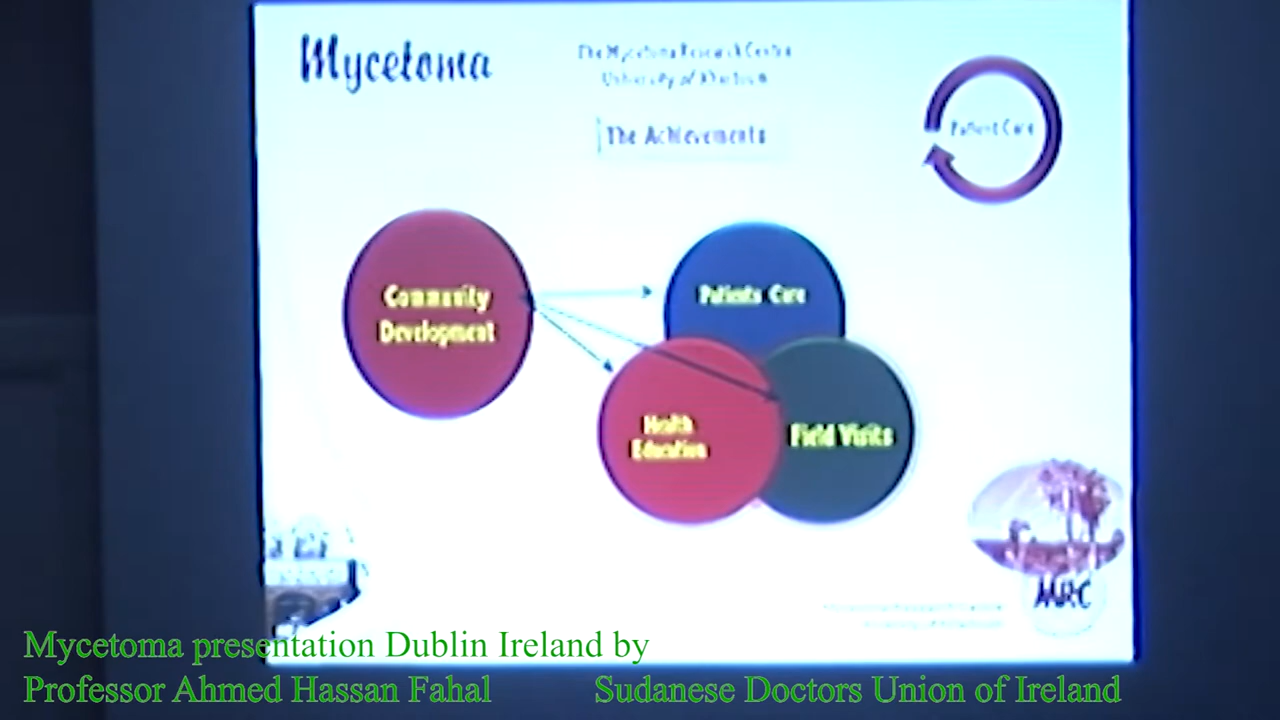 Mycetoma
The Mycetoma Research Centre
University of Khartoum
The Achievements
Patient Care
Community
Development
Patients Care
Health
Education
Field Visits
MRC
Mycetoma presentation Dublin Ireland by
Professor Ahmed Hassan Fahal
Sudanese Doctors Union of Ireland